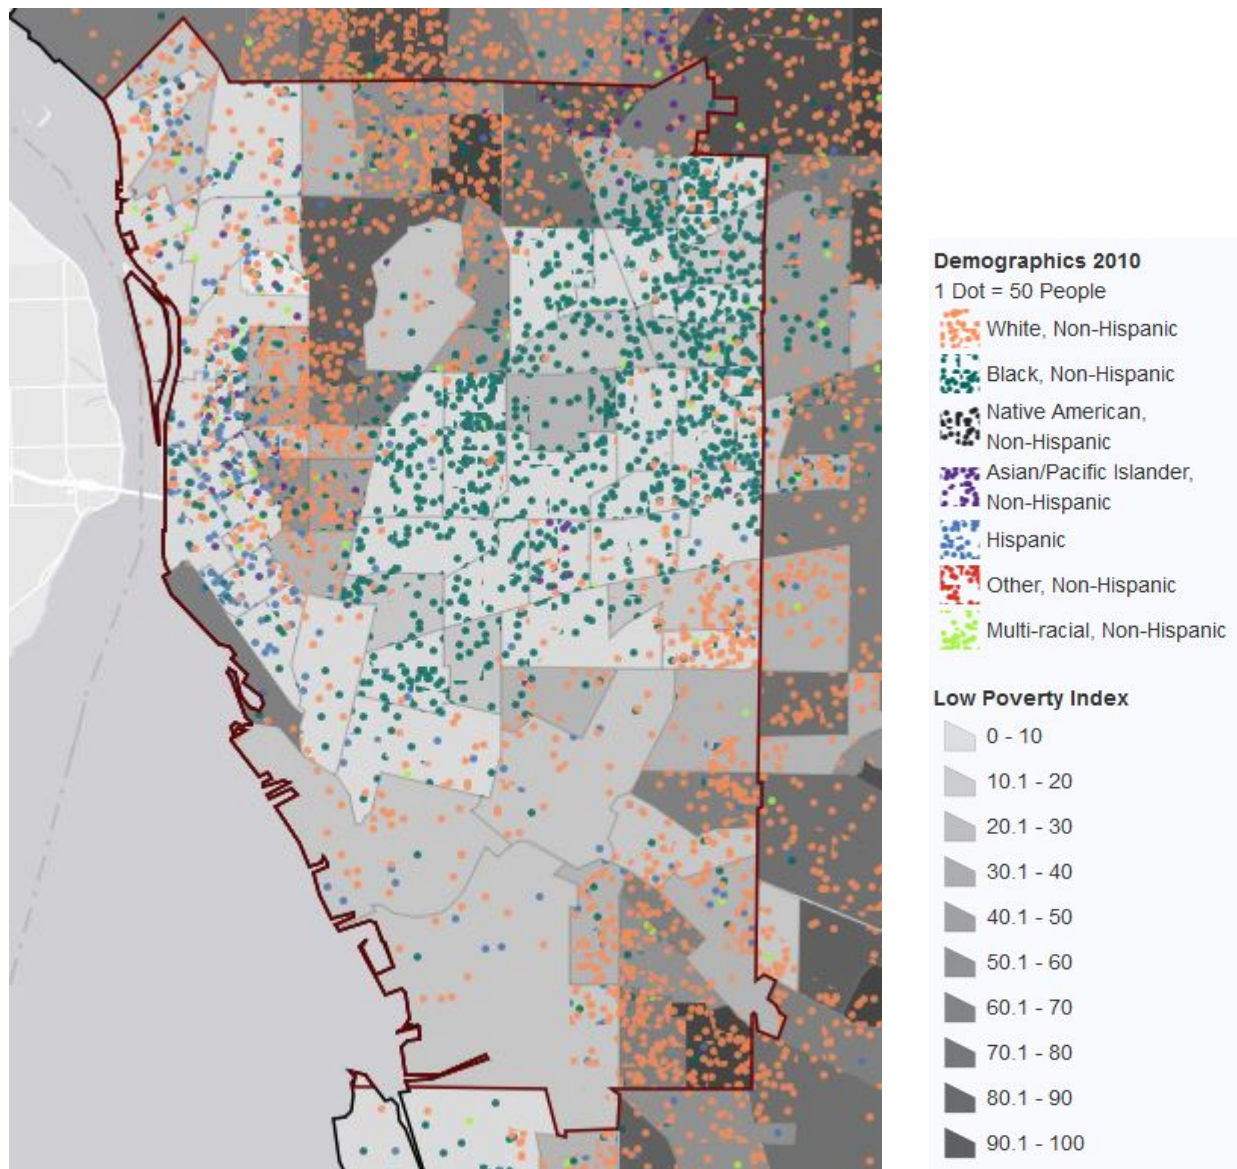 Demographics 2010
1 Dot = 50 People
White, Non-Hispanic
Black, Non-Hispanic
Native American,
Non-Hispanic
Asian/Pacific Islander,
Non-Hispanic
Hispanic
Other, Non-Hispanic
Multi-racial, Non-Hispanic
Low Poverty Index
0 - 10
10.1 - 20
20.1 - 30
30.1 - 40
40.1 - 50
50.1 - 60
60.1 - 70
70.1 - 80
80.1 - 90
90.1 - 100